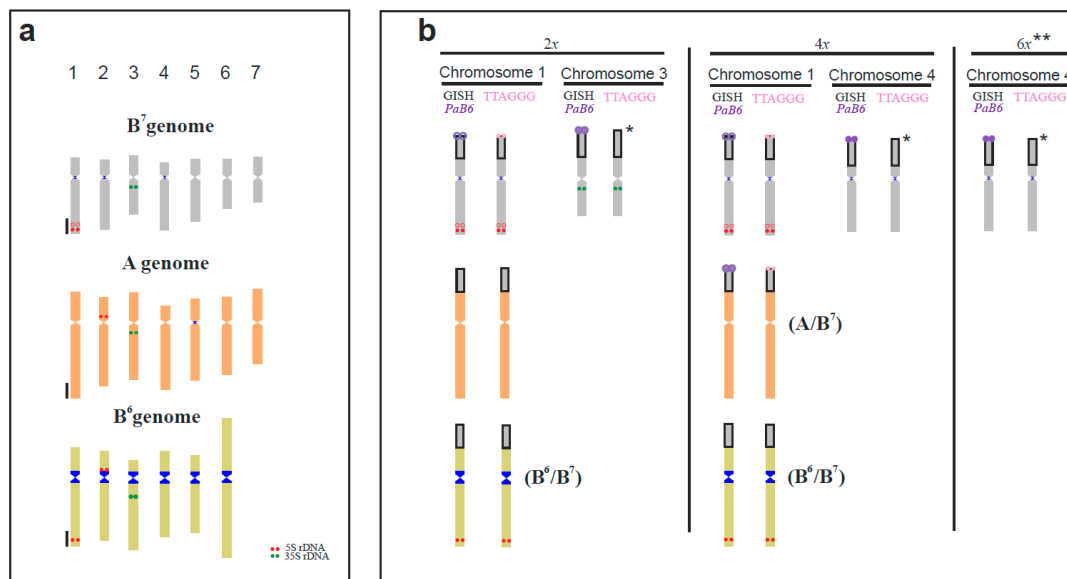 a
1 2 3 4 5 6 7
B⁷genome
A genome
B⁶genome
5S rDNA
35S rDNA
b
2x 4x 6x**
Chromosome 1 Chromosome 3 Chromosome 1 Chromosome 4 Chromosome 4
GISH TTAGGG GISH TTAGGG GISH TTAGGG GISH TTAGGG GISH TTAGGG
PaB6 PaB6 PaB6 PaB6 PaB6
* * *
(A/B⁷)
(B⁶/B⁷) (B⁶/B⁷)